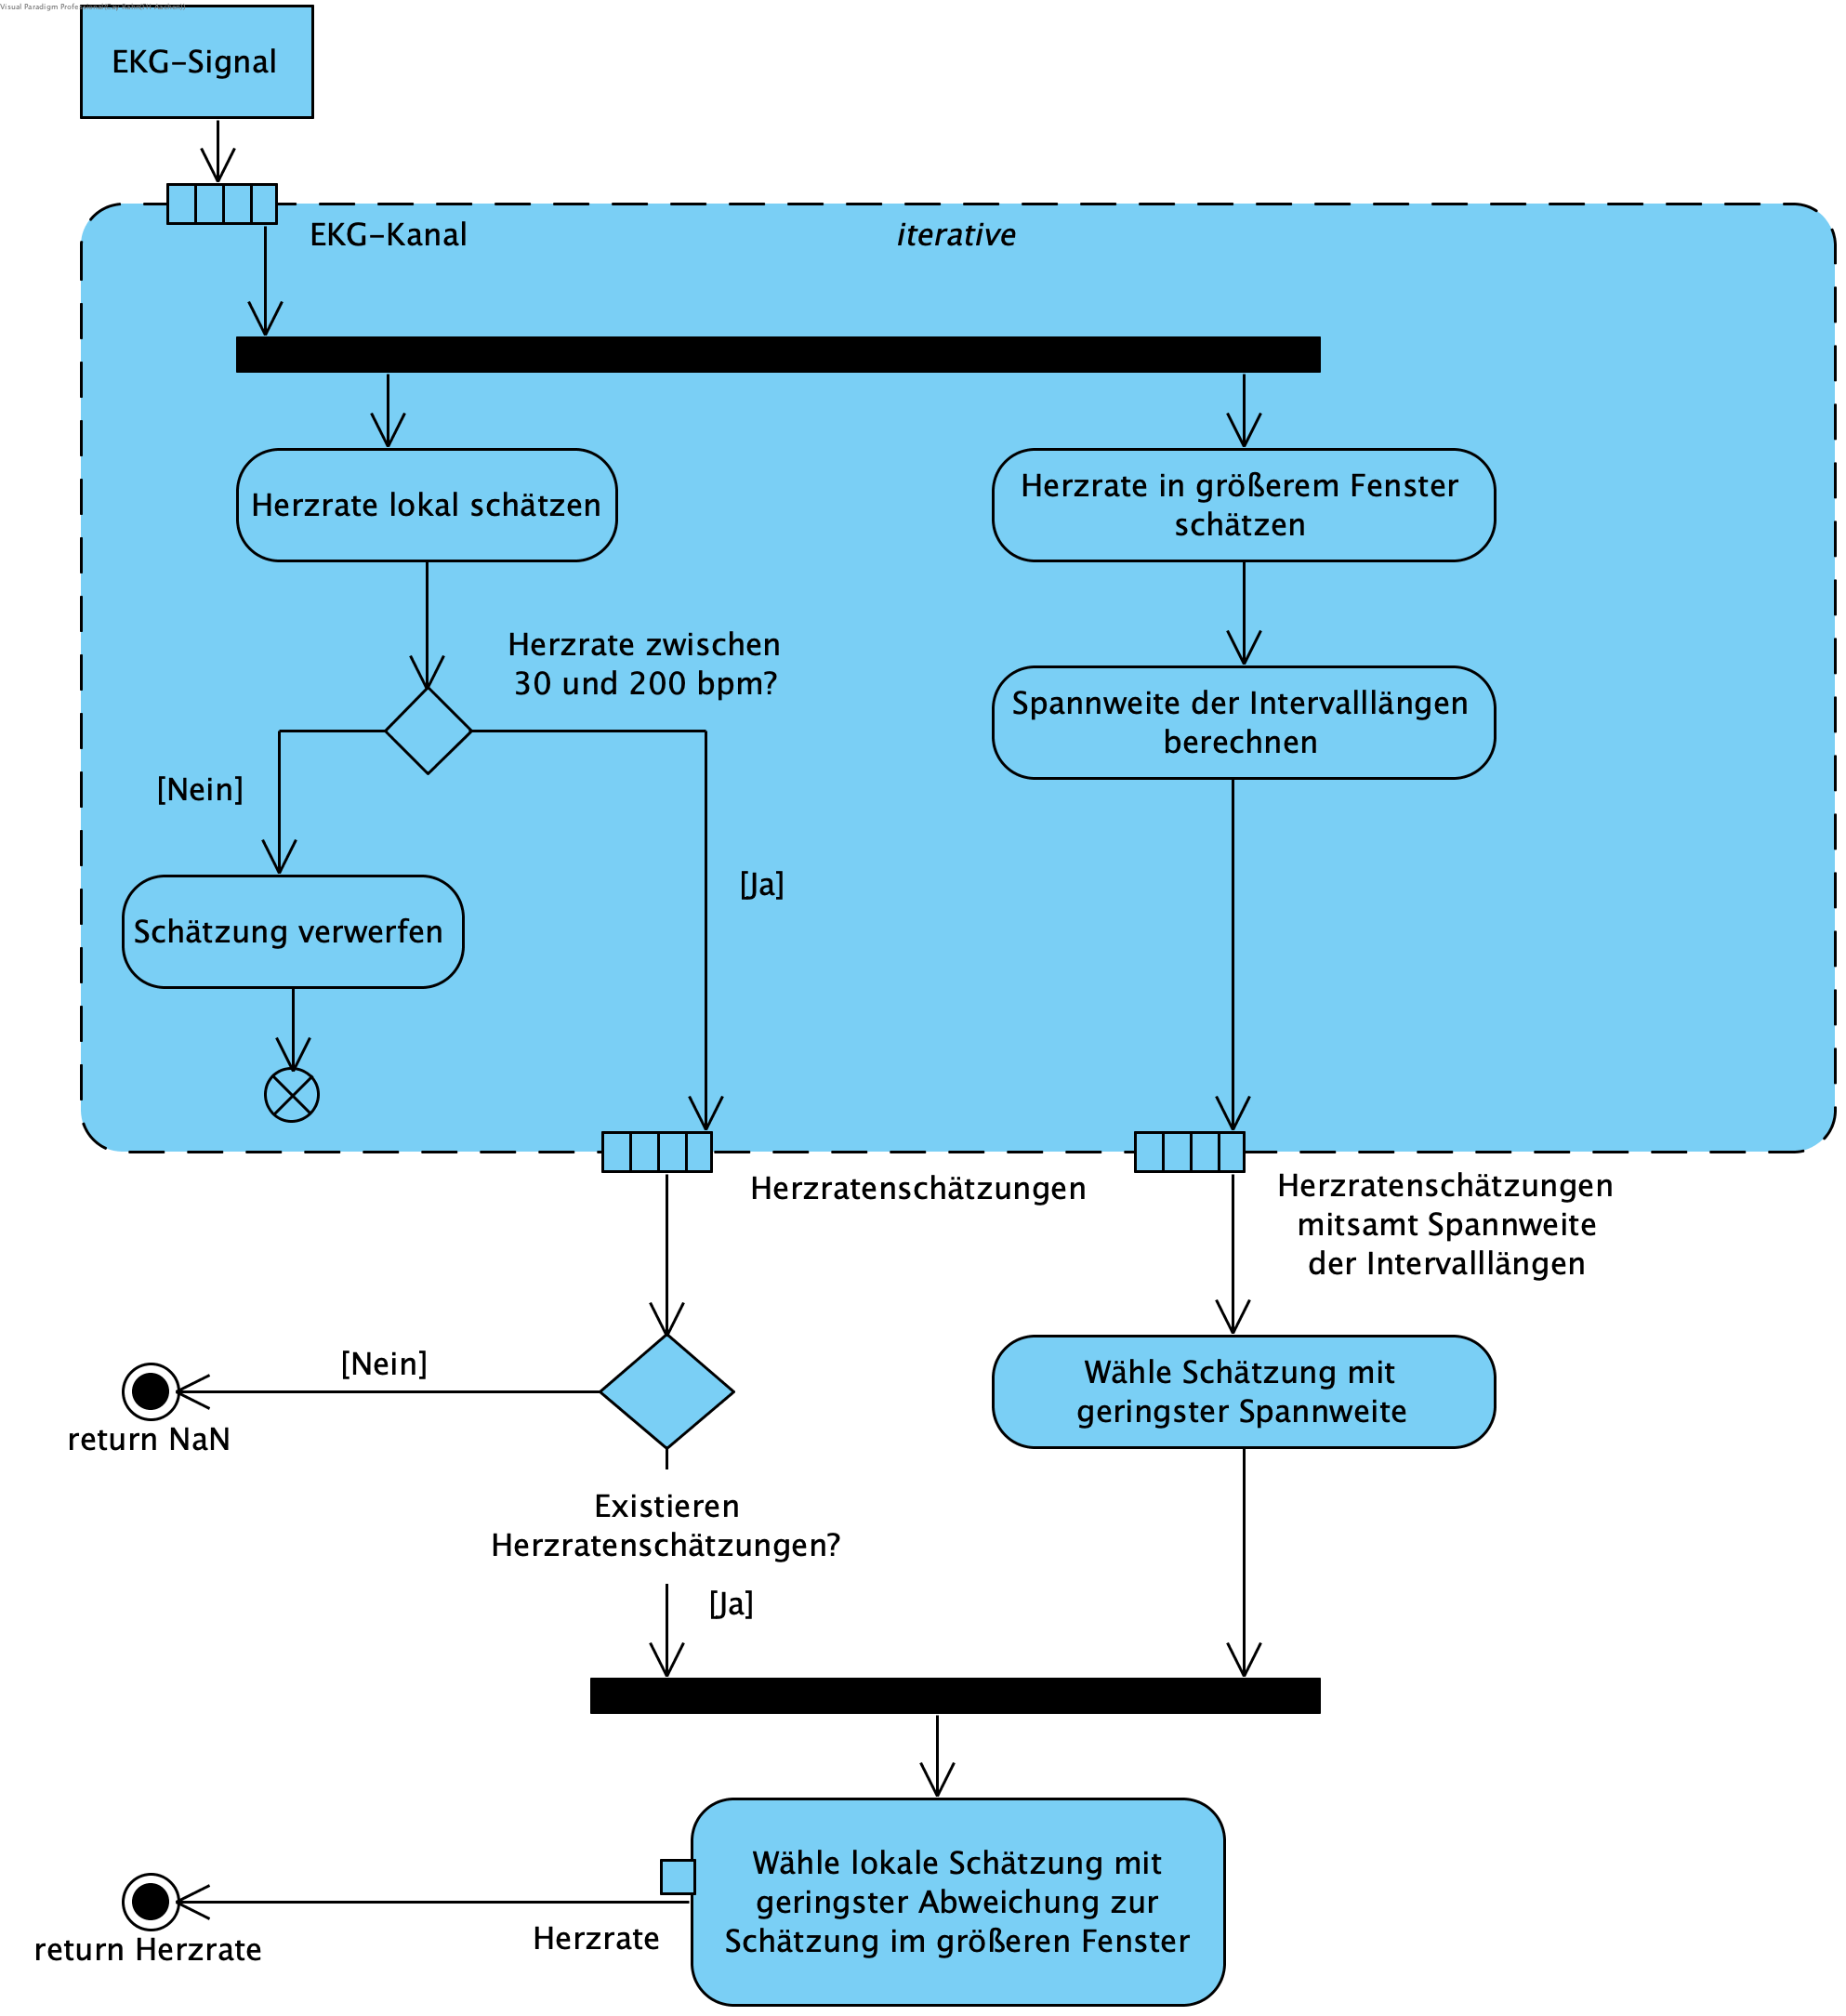 Visual Paradigm Professional
EKG-Signal
EKG-Kanal
iterative
Herzrate lokal schätzen
Herzrate in größerem Fenster
schätzen
Herzrate zwischen
30 und 200 bpm?
Spannweite der Intervalllängen
berechnen
[Nein]
[Ja]
Schätzung verwerfen
Herzratenschätzungen
Herzratenschätzungen
mitsamt Spannweite
der Intervalllängen
[Nein]
return NaN
Wähle Schätzung mit
geringster Spannweite
Existieren
Herzratenschätzungen?
[Ja]
Wähle lokale Schätzung mit
geringster Abweichung zur
Schätzung im größeren Fenster
Herzrate
return Herzrate